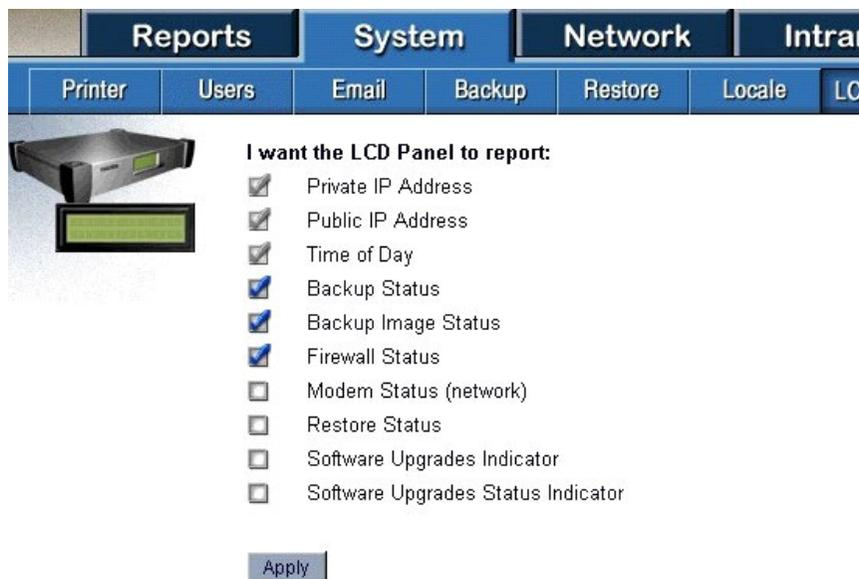 Reports System Network Intra
Printer Users Email Backup Restore Locale LC
I want the LCD Panel to report:
Private IP Address
Public IP Address
Time of Day
Backup Status
Backup Image Status
Firewall Status
Modem Status (network)
Restore Status
Software Upgrades Indicator
Software Upgrades Status Indicator
Apply